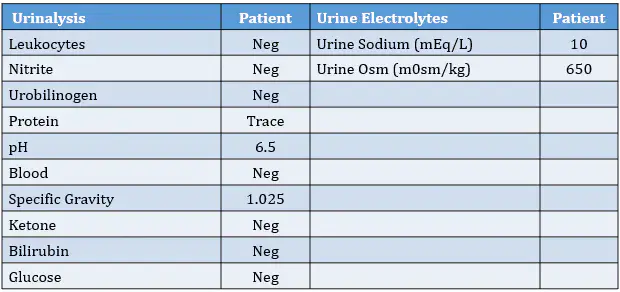 Urinalysis Patient Urine Electrolytes Patient
Leukocytes Neg Urine Sodium (mEq/L) 10
Nitrite Neg Urine Osm (m0sm/kg) 650
Urobilinogen Neg
Protein Trace
pH 6.5
Blood Neg
Specific Gravity 1.025
Ketone Neg
Bilirubin Neg
Glucose Neg